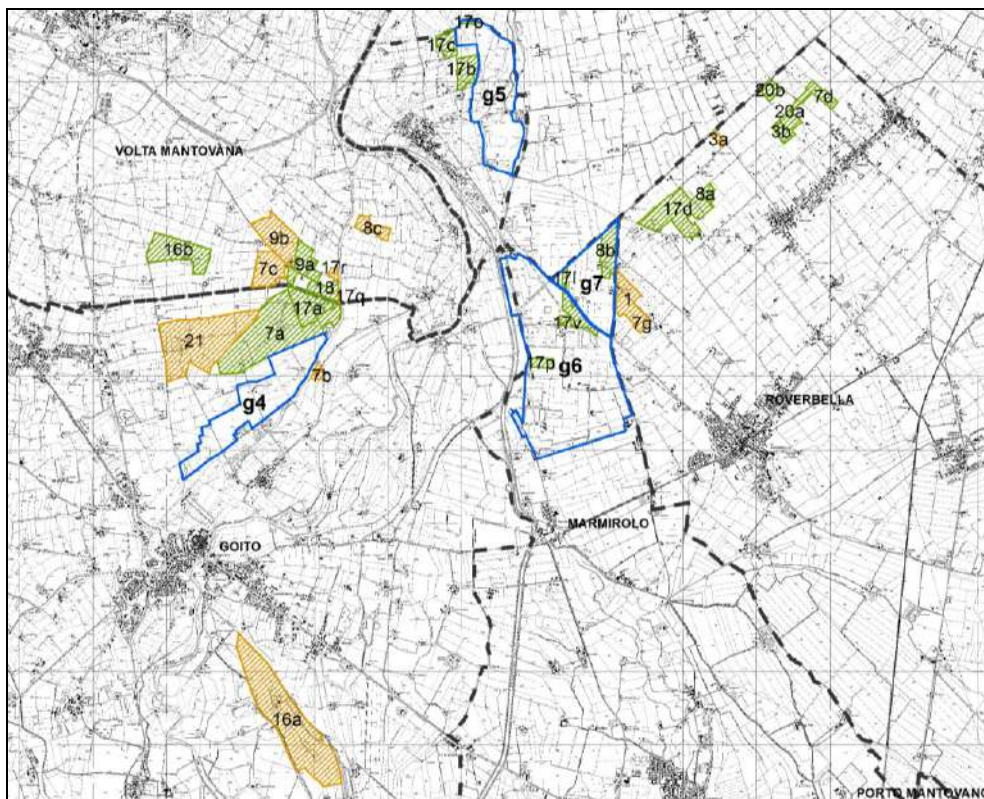 17o
17c
17b
g5
20b
7d
20a
3b
3a
VOLTA MANTOVANA
8a
17d
8c
9b
16b
8b
9a
7c
17r
17i
g7
18
17q
1
17a
7g
17v
21
7a
17p
g6
7b
g4
ROVERBELLA
MARMIROLO
GOITO
16a
PORTO MANTOVANO